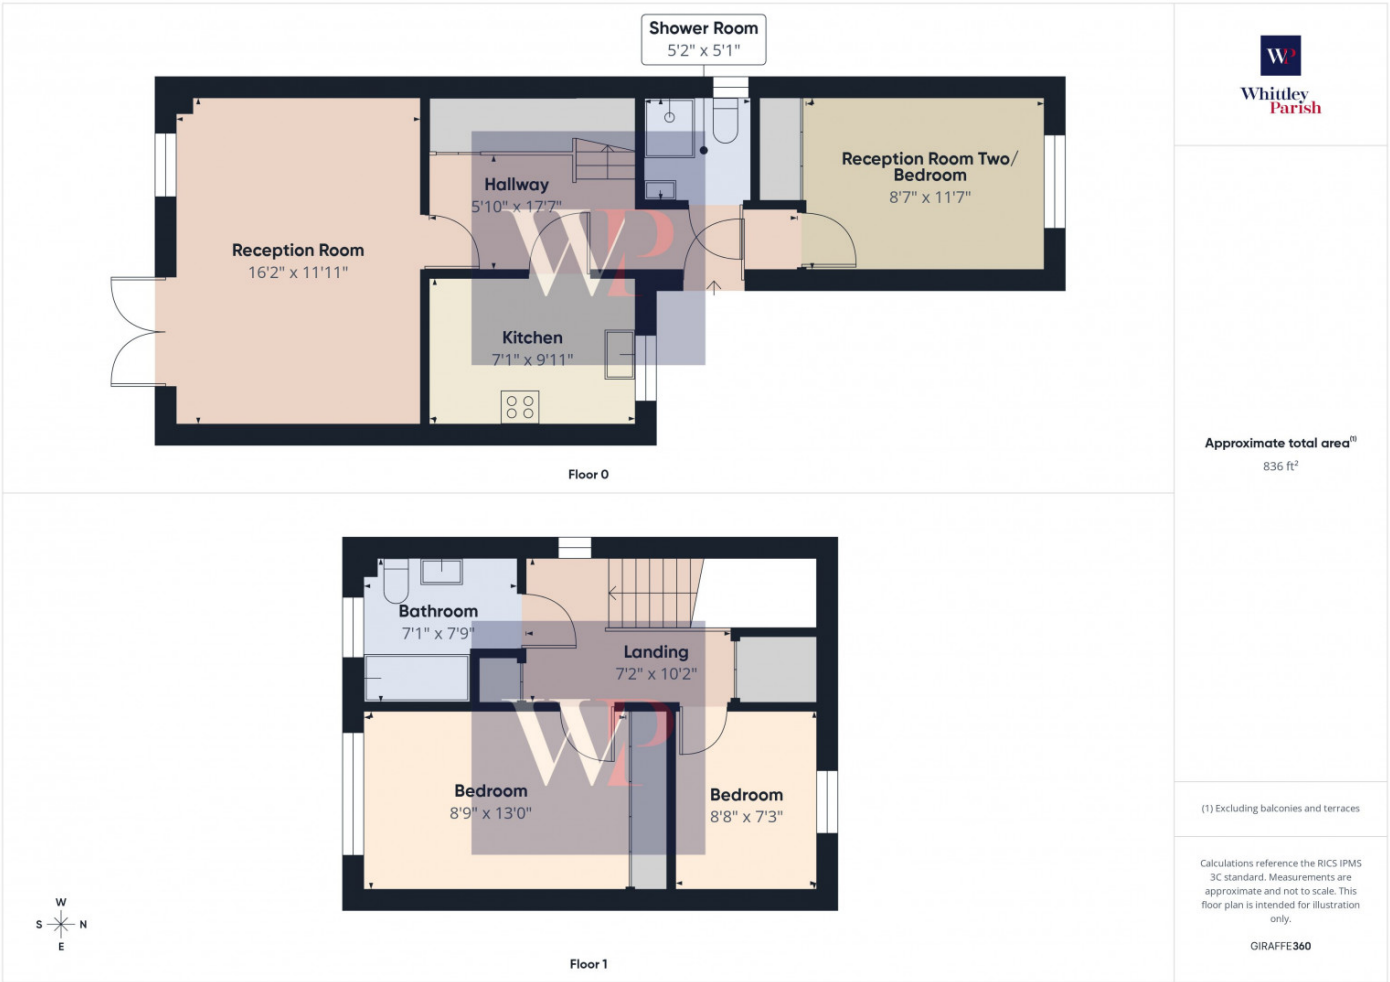 Shower Room
5'2" x 5'1"
Reception Room
16'2" x 11'11"
Hallway
5'10" x 17'7"
Reception Room Two/
Bedroom
8'7" x 11'7"
Kitchen
7'1" x 9'11"
WP
Floor 0
Bathroom
7'1" x 7'9"
Landing
7'2" x 10'2"
WP
Bedroom
8'9" x 13'0"
Bedroom
8'8" x 7'3"
W
S N
E
Floor 1
WP
Whittley
Parish
Approximate total area(1)
836 ft²
(1) Excluding balconies and terraces
Calculations reference the RICS IPMS
3C standard. Measurements are
approximate and not to scale. This
floor plan is intended for illustration
only.
GIRAFFE360